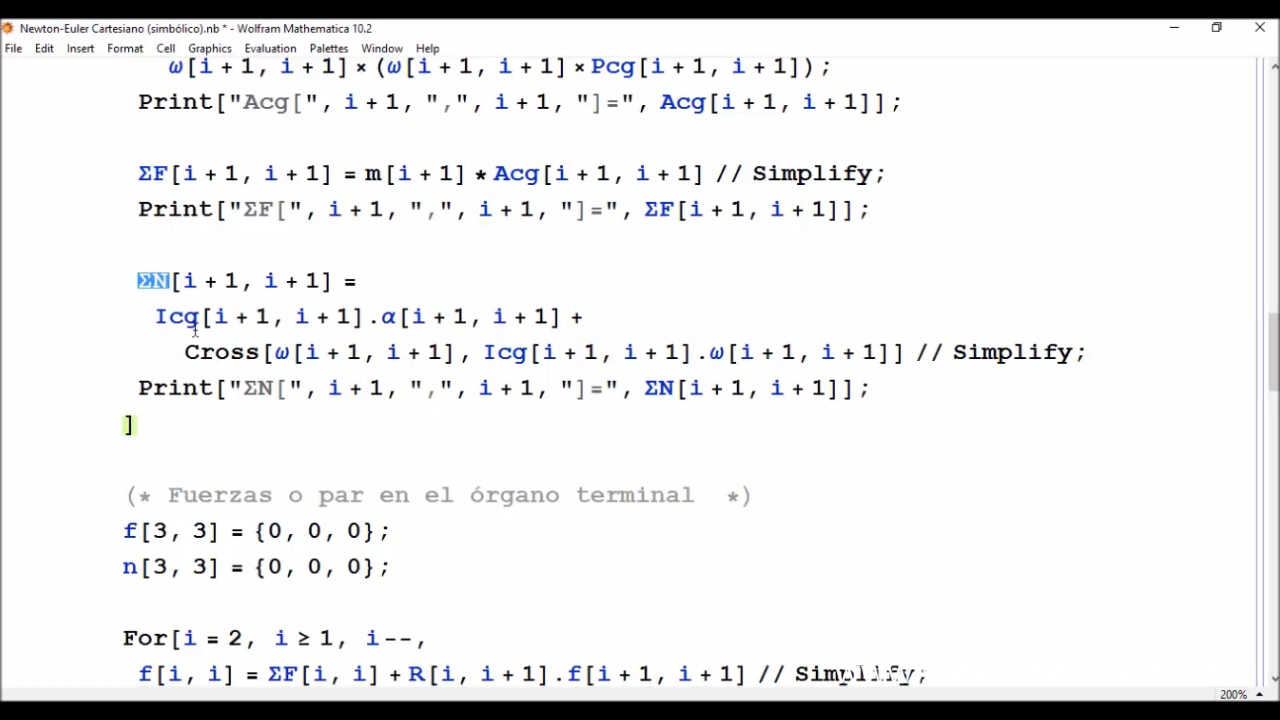 Newton-Euler Cartesiano (simbólico).nb * - Wolfram Mathematica 10.2
File Edit Insert Format Cell Graphics Evaluation Palettes Window Help
ω[i + 1, i + 1] × (ω[i + 1, i + 1] × Pcg[i + 1, i + 1]);
Print["Acg[", i + 1, ",", i + 1, "]=", Acg[i + 1, i + 1]];
ΣF[i + 1, i + 1] = m[i + 1] * Acg[i + 1, i + 1] // Simplify;
Print["ΣF[", i + 1, ",", i + 1, "]=", ΣF[i + 1, i + 1]];
ΣN[i + 1, i + 1] =
Icg[i + 1, i + 1].α[i + 1, i + 1] +
Cross[ω[i + 1, i + 1], Icg[i + 1, i + 1].ω[i + 1, i + 1]] // Simplify;
Print["ΣN[", i + 1, ",", i + 1, "]=", ΣN[i + 1, i + 1]];
]
(* Fuerzas o par en el órgano terminal *)
f[3, 3] = {0, 0, 0};
n[3, 3] = {0, 0, 0};
For[i = 2, i ≥ 1, i--,
f[i, i] = ΣF[i, i] + R[i, i + 1].f[i + 1, i + 1] // Simplify;
200%